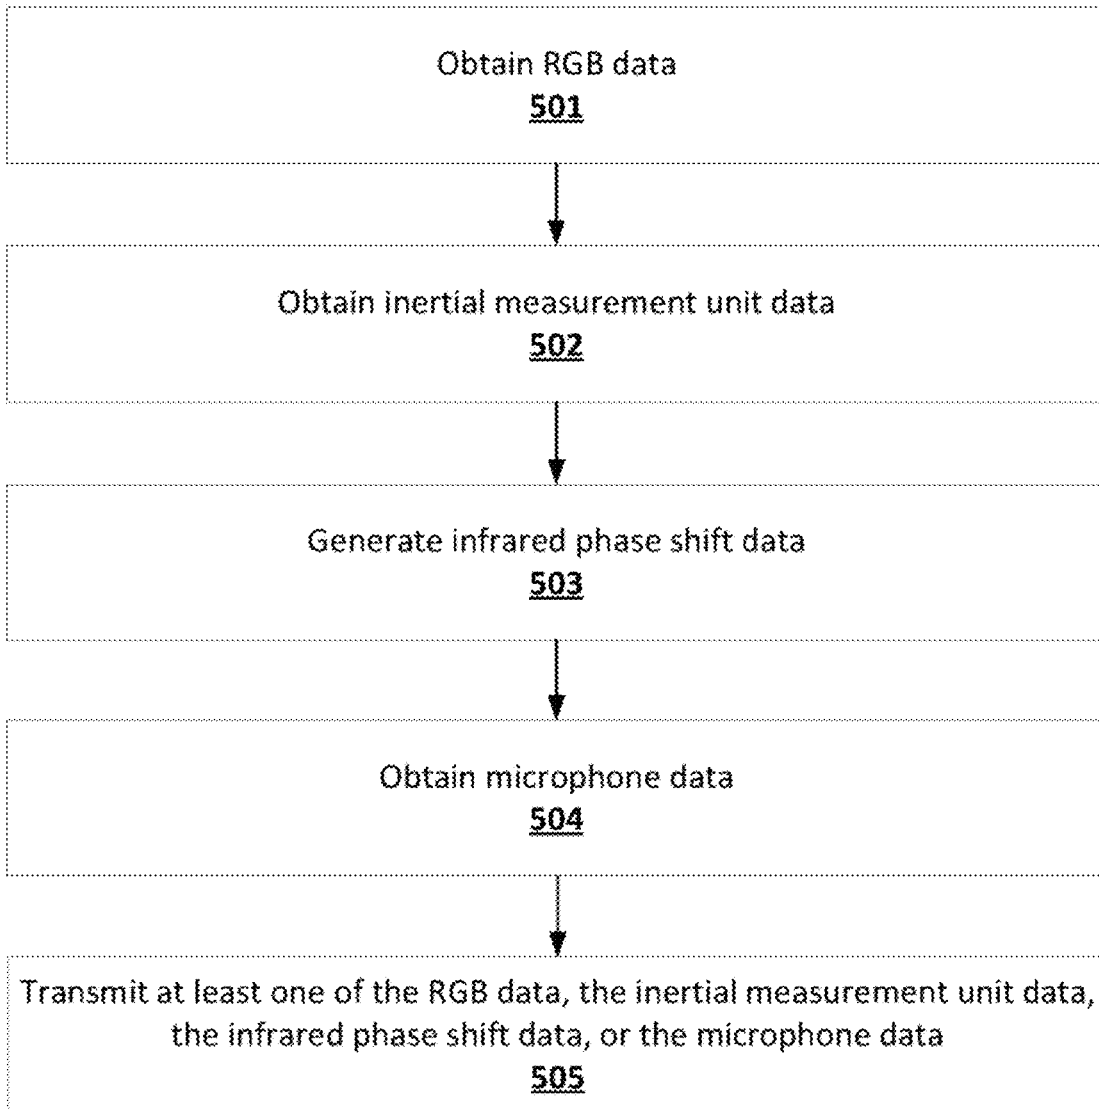 Obtain RGB data
501
Obtain inertial measurement unit data
502
Generate infrared phase shift data
503
Obtain microphone data
504
Transmit at least one of the RGB data, the inertial measurement unit data,
the infrared phase shift data, or the microphone data
505